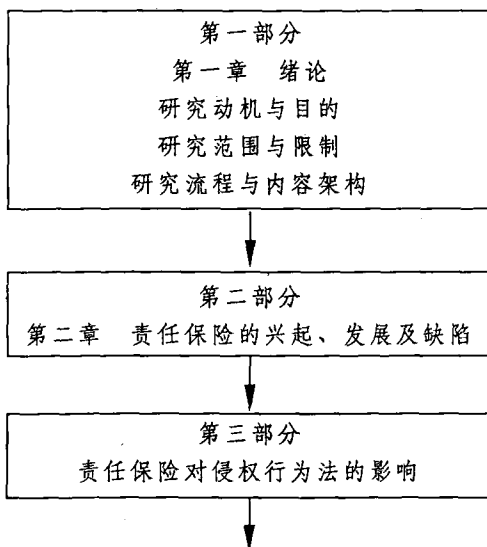 第一部分
第一章 绪论
研究动机与目的
研究范围与限制
研究流程与内容架构
第二部分
第二章 责任保险的兴起、发展及缺陷
第三部分
责任保险对侵权行为法的影响